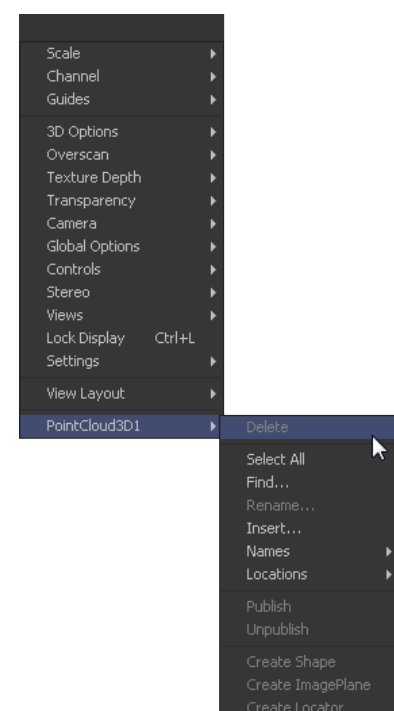 Scale
Channel
Guides
3D Options
Overscan
Texture Depth
Transparency
Camera
Global Options
Controls
Stereo
Views
Lock Display Ctrl+L
Settings
View Layout
PointCloud3D1
Delete
Select All
Find...
Rename...
Insert...
Names
Locations
Publish
Unpublish
Create Shape
Create ImagePlane
Create Locator